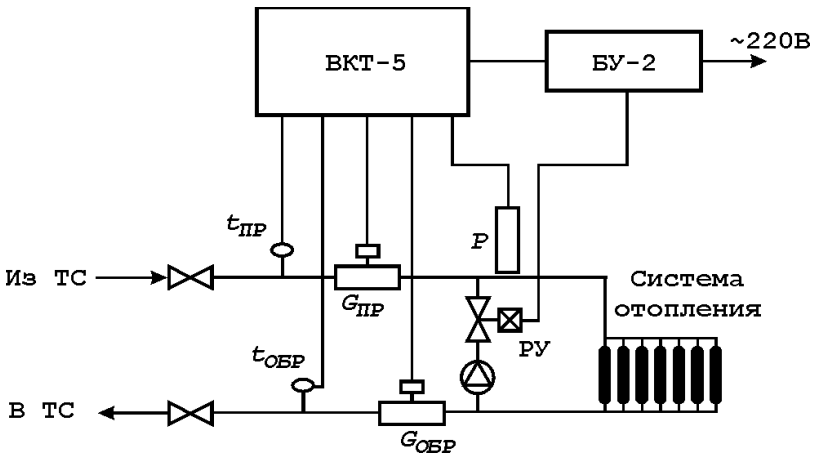 ВКТ-5
БУ-2
~220В
tПР
P
Из ТС
GПР
Система
отопления
РУ
tОБР
В ТС
GОБР